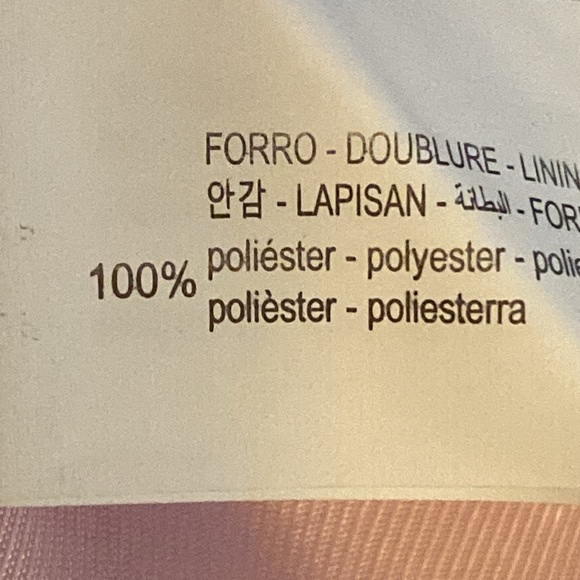 FORRO - DOUBLURE - LININ
안감 - LAPISAN - البطانة - FOR
100% poliéster - polyester - polie
polièster - poliesterra